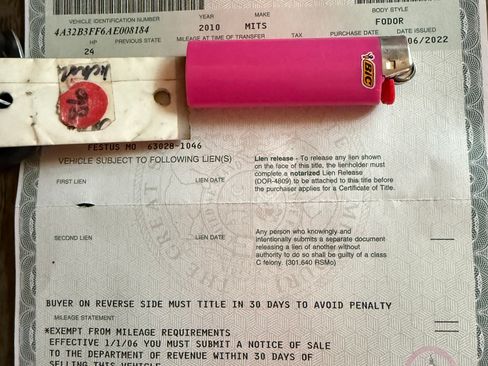 VEHICLE IDENTIFICATION NUMBER YEAR MAKE BODY STYLE
4A32B3FF6AE008184 2010 MITS FODOR
HP PREVIOUS STATE MILEAGE AT TIME OF TRANSFER TAX PURCHASE DATE DATE ISSUED
24 06/2022
BIC
FESTUS MO 63028-1046
VEHICLE SUBJECT TO FOLLOWING LIEN(S)
FIRST LIEN LIEN DATE
Lien release - To release any lien shown
on the face of this title, the lienholder must
complete a notarized Lien Release
(DOR-4809) to be attached to this title before
the purchaser applies for a Certificate of Title.
SECOND LIEN LIEN DATE
Any person who knowingly and
intentionally submits a separate document
releasing a lien of another without
authority to do so shall be guilty of a class
C felony. (301.640 RSMo)
BUYER ON REVERSE SIDE MUST TITLE IN 30 DAYS TO AVOID PENALTY
MILEAGE STATEMENT
*EXEMPT FROM MILEAGE REQUIREMENTS
EFFECTIVE 1/1/06 YOU MUST SUBMIT A NOTICE OF SALE
TO THE DEPARTMENT OF REVENUE WITHIN 30 DAYS OF
SELLING THIS VEHICLE